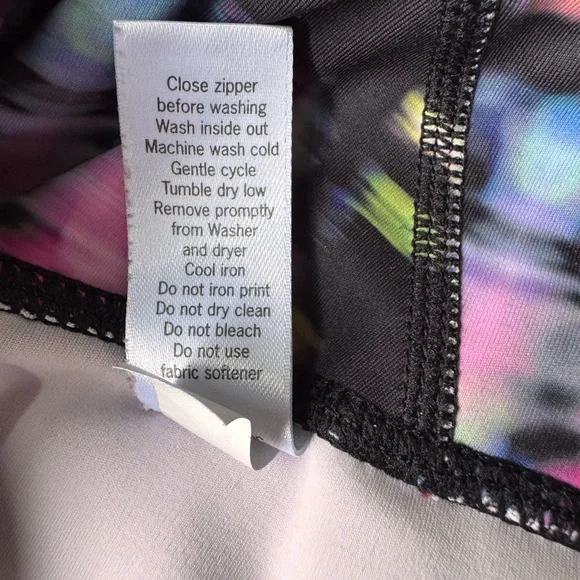 Close zipper
before washing
Wash inside out
Machine wash cold
Gentle cycle
Tumble dry low
Remove promptly
from Washer
and dryer
Cool iron
Do not iron print
Do not dry clean
Do not bleach
Do not use
fabric softener